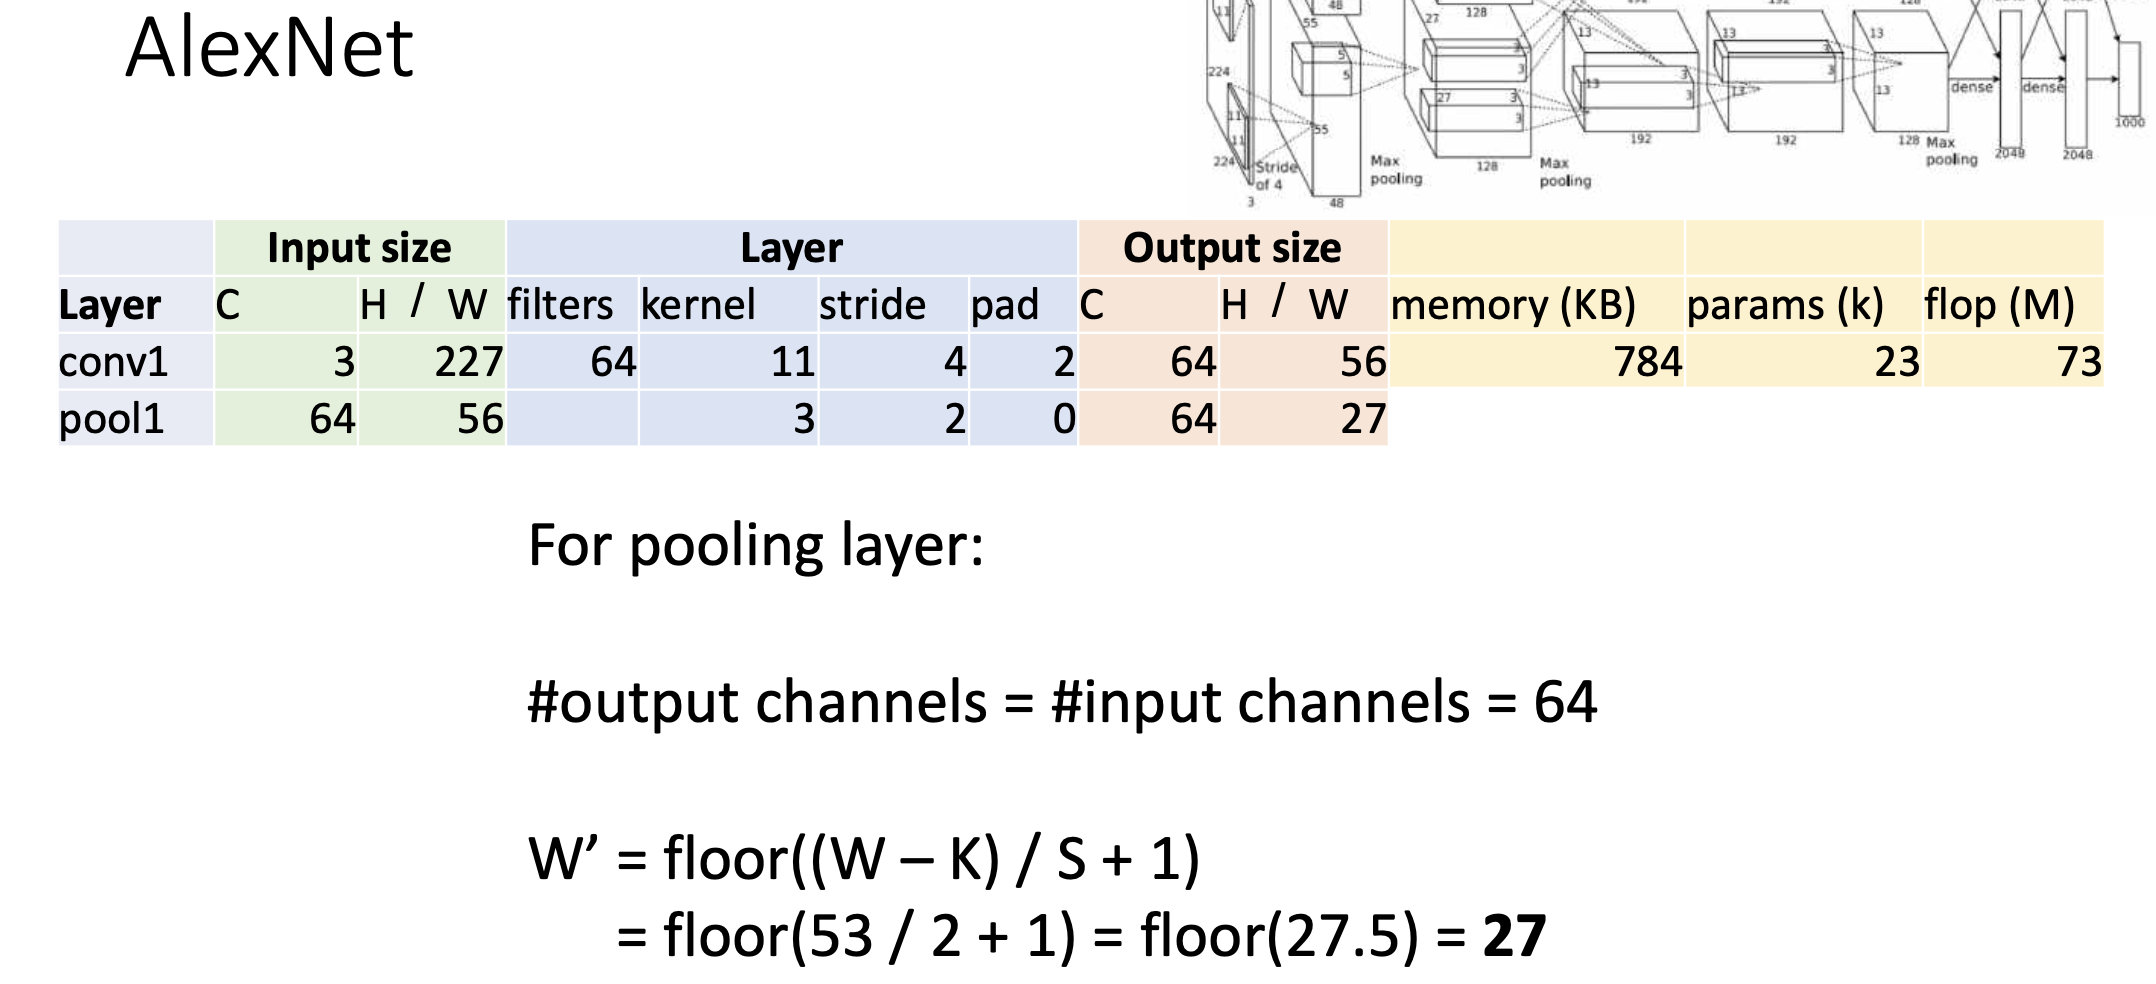 AlexNet
11
55
48
27
128
13
13
13
224
5
5
3
3
3
3
3
3
27
3
3
13
13
13
11
11
55
dense
dense
224
Stride
of 4
3
48
Max
pooling
128
Max
pooling
192
192
128
Max
pooling
2048
2048
1000
Input size Layer Output size
Layer C H / W filters kernel stride pad C H / W memory (KB) params (k) flop (M)
conv1 3 227 64 11 4 2 64 56 784 23 73
pool1 64 56 3 2 0 64 27
For pooling layer:
#output channels = #input channels = 64
W’ = floor((W – K) / S + 1)
= floor(53 / 2 + 1) = floor(27.5) = 27